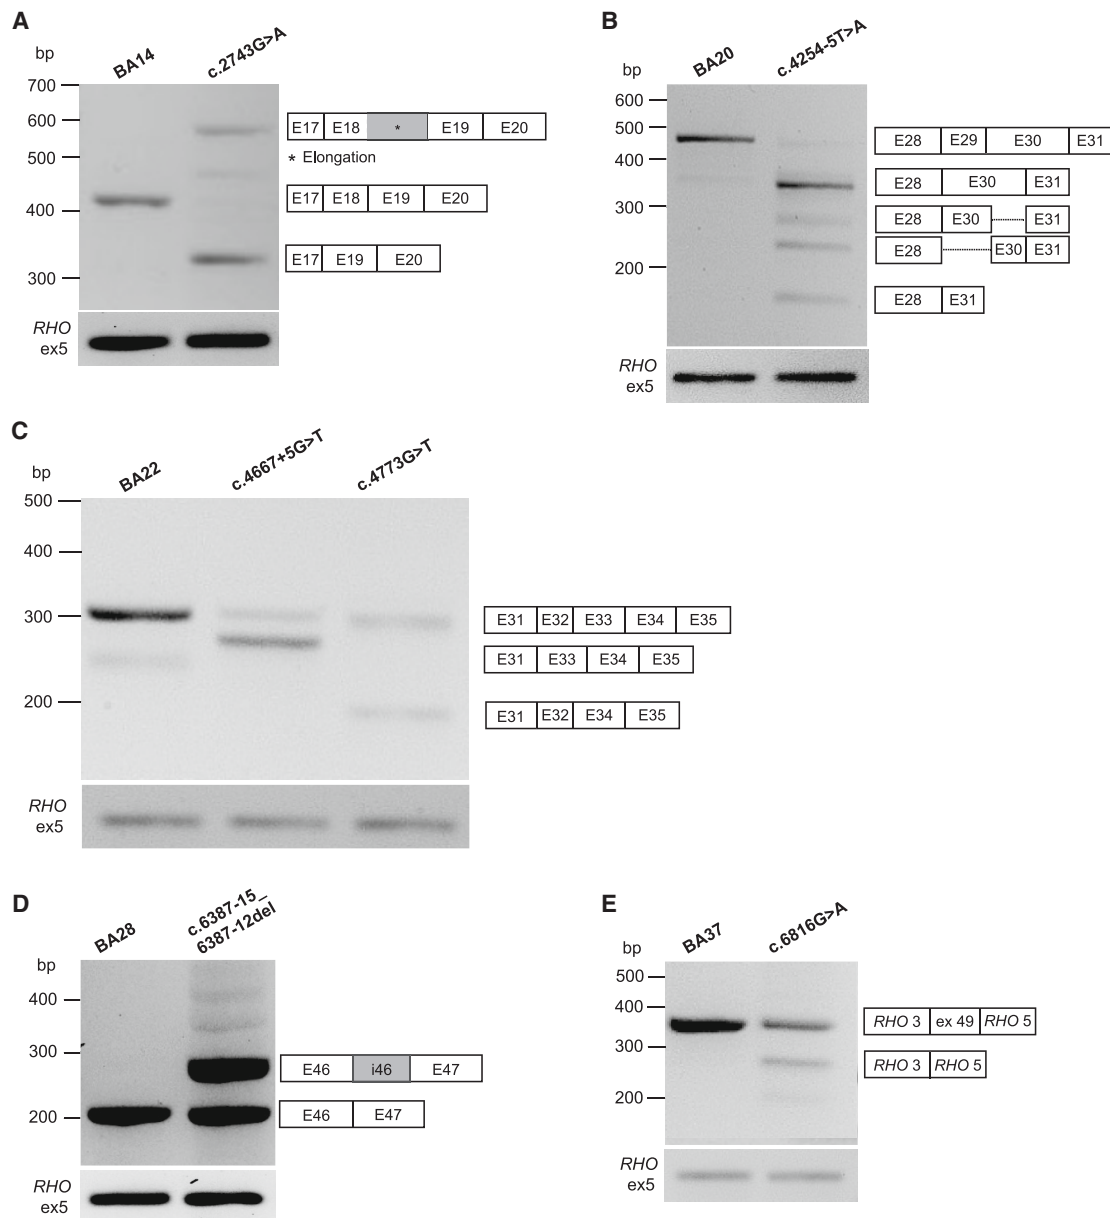 A
bp
BA14
c.2743G>A
700
600
500
400
300
E17 E18 * E19 E20
* Elongation
E17 E18 E19 E20
E17 E19 E20
RHO
ex5
B
bp
BA20
c.4254-5T>A
600
500
400
300
200
E28 E29 E30 E31
E28 E30 E31
E28 E30 E31
E28 E30 E31
E28 E31
RHO
ex5
C
bp
BA22
c.4667+5G>T
c.4773G>T
500
400
300
200
E31 E32 E33 E34 E35
E31 E33 E34 E35
E31 E32 E34 E35
RHO
ex5
D
bp
BA28
c.6387-15_
6387-12del
400
300
200
E46 i46 E47
E46 E47
RHO
ex5
E
bp
BA37
c.6816G>A
500
400
300
200
RHO 3 ex 49 RHO 5
RHO 3 RHO 5
RHO
ex5